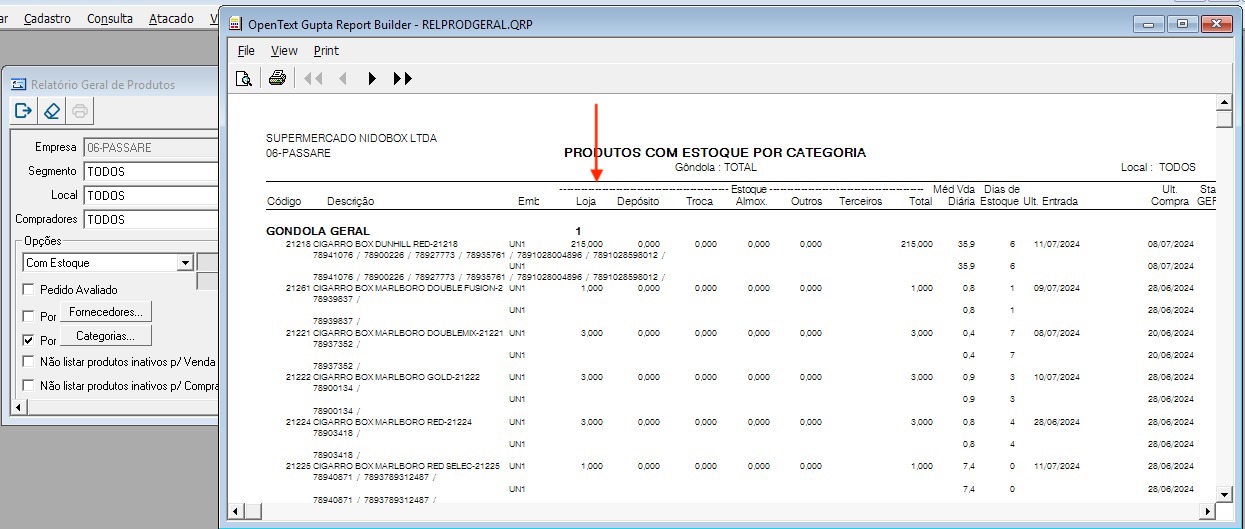 ar Cadastro Consulta Atacado V
OpenText Gupta Report Builder - RELPRODGERAL.QRP
File View Print
Relatório Geral de Produtos
Empresa 06-PASSARE
Segmento TODOS
Local TODOS
Compradores TODOS
Opções
Com Estoque
Pedido Avaliado
Por Fornecedores...
Por Categorias...
Não listar produtos inativos p/ Venda
Não listar produtos inativos p/ Compra
SUPERMERCADO NIDOBOX LTDA
06-PASSARE PRODUTOS COM ESTOQUE POR CATEGORIA
Gôndola : TOTAL Local : TODOS
Estoque Méd Vda Dias de Ult. Sta
Código Descrição Emb Loja Depósito Troca Almox. Outros Terceiros Total Diária Estoque Ult. Entrada Compra GER
GONDOLA GERAL 1
21218 CIGARRO BOX DUNHILL RED-21218 UN1 215,000 0,000 0,000 0,000 0,000 215,000 35,9 6 11/07/2024 08/07/2024
78941076 / 78900226 / 78927773 / 78935761 / 7891028004896 / 7891028598012 /
UN1 35,9 6 08/07/2024
78941076 / 78900226 / 78927773 / 78935761 / 7891028004896 / 7891028598012 /
21261 CIGARRO BOX MARLBORO DOUBLE FUSION-2 UN1 1,000 0,000 0,000 0,000 0,000 1,000 0,8 1 09/07/2024 28/06/2024
78939837 /
UN1 0,8 1 28/06/2024
78939837 /
21221 CIGARRO BOX MARLBORO DOUBLEMIX-21221 UN1 3,000 0,000 0,000 0,000 0,000 3,000 0,4 7 08/07/2024 20/06/2024
78937352 /
UN1 0,4 7 20/06/2024
78937352 /
21222 CIGARRO BOX MARLBORO GOLD-21222 UN1 3,000 0,000 0,000 0,000 0,000 3,000 0,9 3 10/07/2024 28/06/2024
78900134 /
UN1 0,9 3 28/06/2024
78900134 /
21224 CIGARRO BOX MARLBORO RED-21224 UN1 3,000 0,000 0,000 0,000 0,000 3,000 0,8 4 28/06/2024 28/06/2024
78903418 /
UN1 0,8 4 28/06/2024
78903418 /
21225 CIGARRO BOX MARLBORO RED SELEC-21225 UN1 1,000 0,000 0,000 0,000 0,000 1,000 7,4 0 11/07/2024 28/06/2024
78940871 / 7893789312487 /
UN1 7,4 0 28/06/2024
78940871 / 7893789312487 /